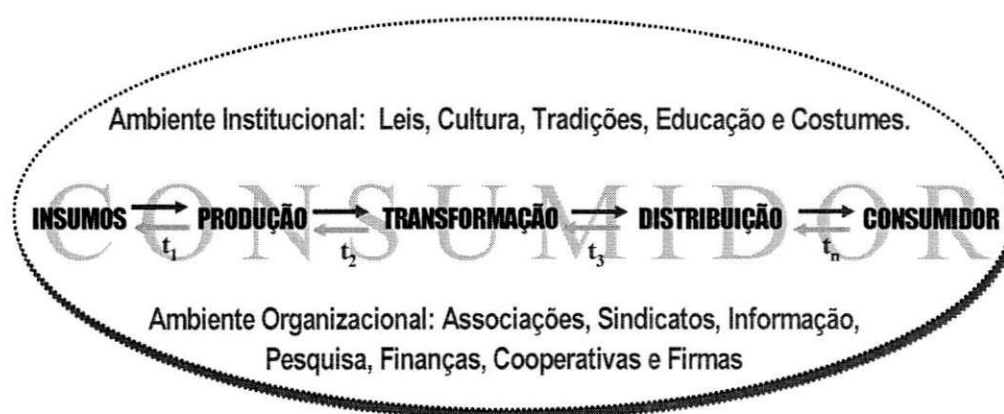 Ambiente Institucional: Leis, Cultura, Tradições, Educação e Costumes.
CONSUMIDOR
INSUMOS PRODUÇÃO TRANSFORMAÇÃO DISTRIBUIÇÃO CONSUMIDOR
t₁ t₂ t₃ tₙ
Ambiente Organizacional: Associações, Sindicatos, Informação,
Pesquisa, Finanças, Cooperativas e Firmas